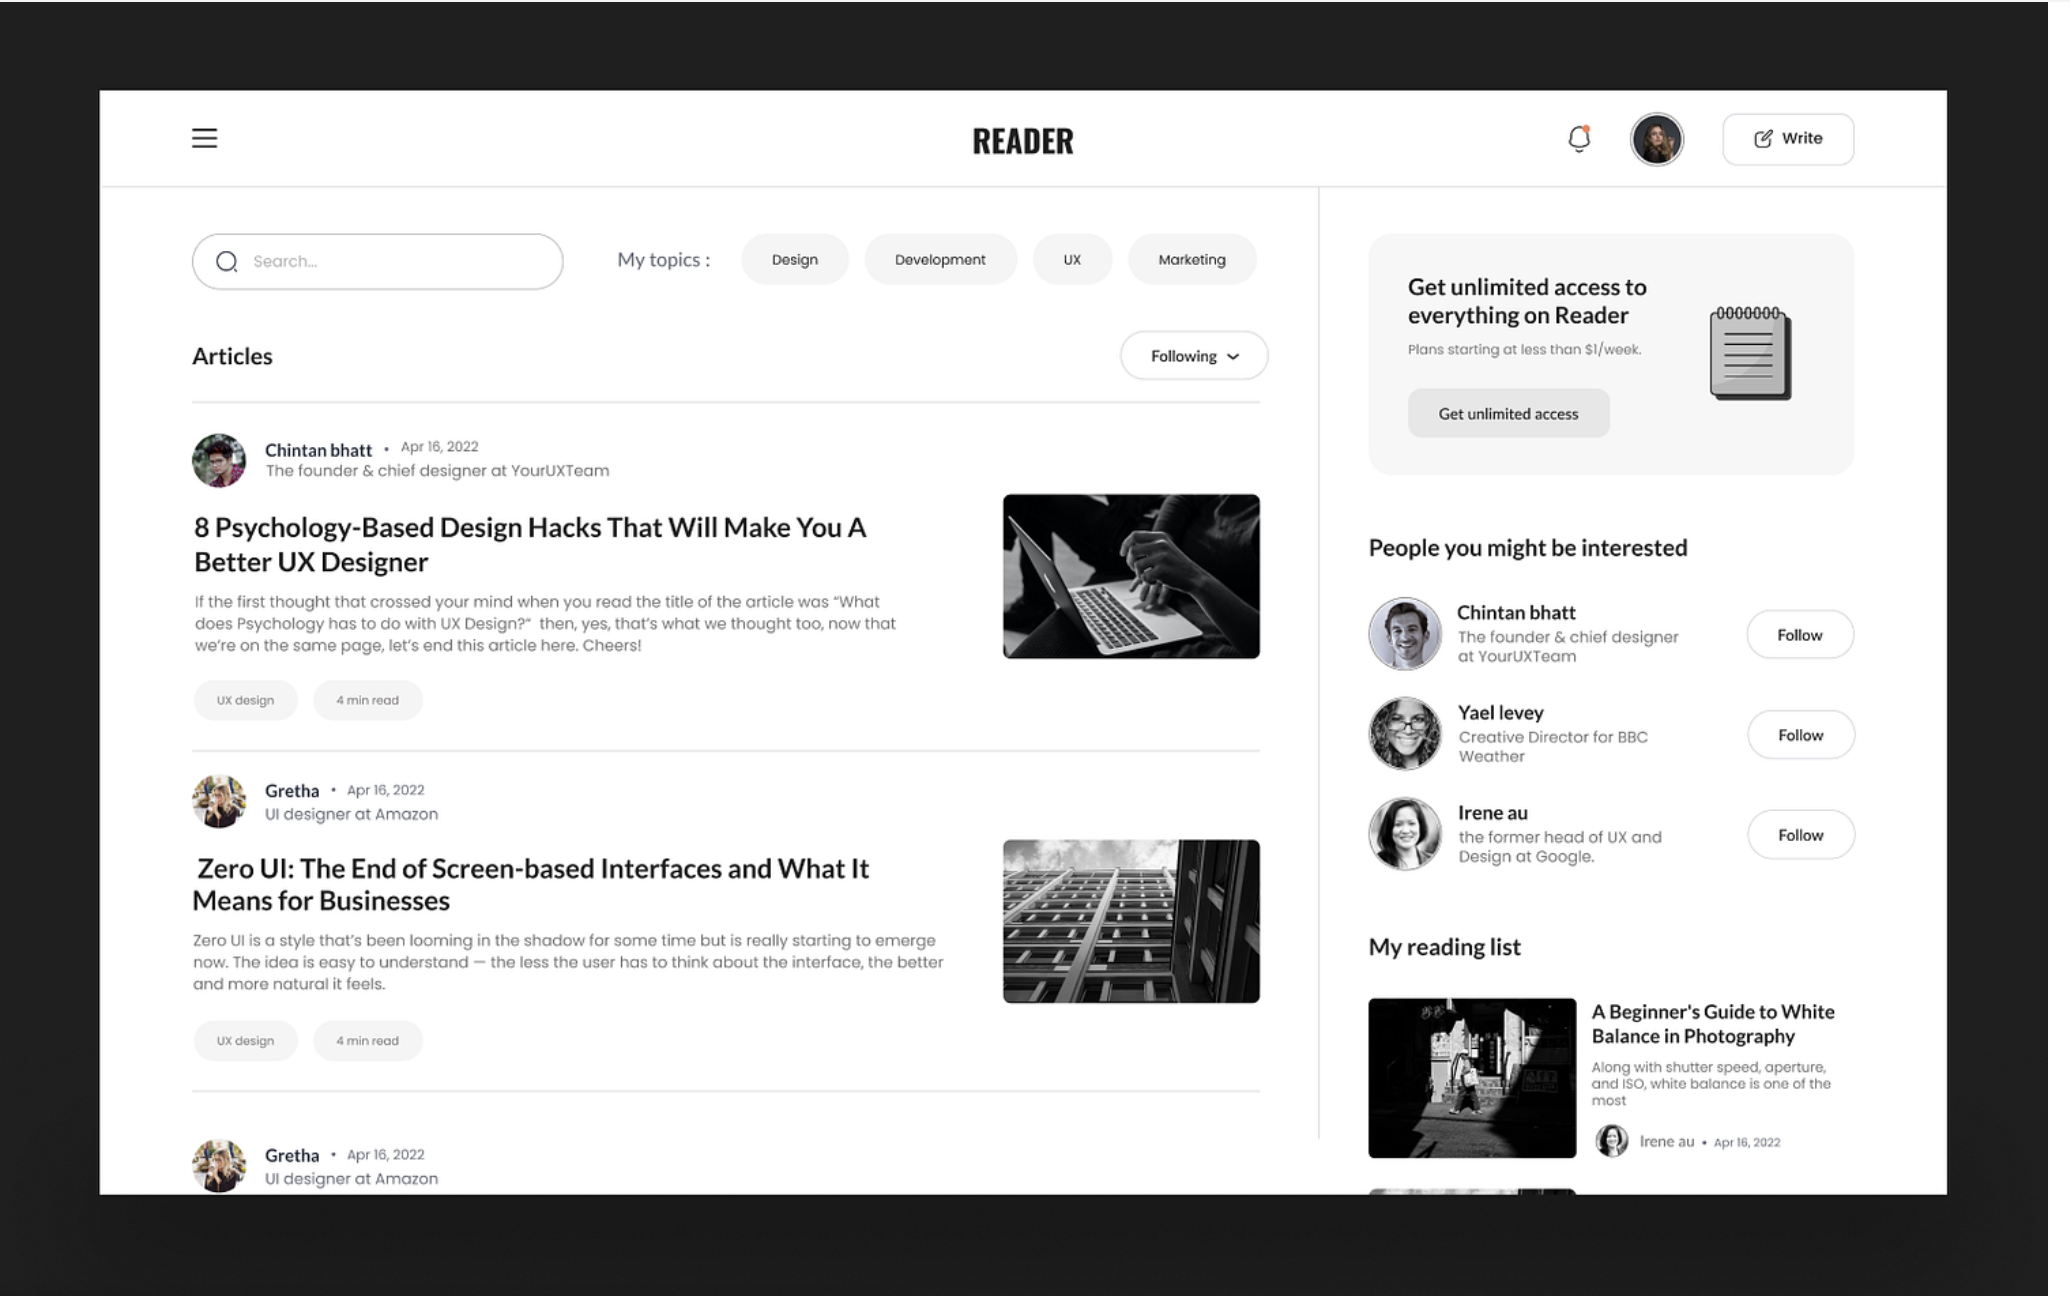 READER
Write
Search...
My topics :
Design
Development
UX
Marketing
Articles
Following
Chintan bhatt • Apr 16, 2022
The founder & chief designer at YourUXTeam
8 Psychology-Based Design Hacks That Will Make You A
Better UX Designer
If the first thought that crossed your mind when you read the title of the article was “What
does Psychology has to do with UX Design?“  then, yes, that’s what we thought too, now that
we’re on the same page, let’s end this article here. Cheers!
UX design
4 min read
Gretha • Apr 16, 2022
UI designer at Amazon
Zero UI: The End of Screen-based Interfaces and What It
Means for Businesses
Zero UI is a style that’s been looming in the shadow for some time but is really starting to emerge
now. The idea is easy to understand — the less the user has to think about the interface, the better
and more natural it feels.
UX design
4 min read
Gretha • Apr 16, 2022
UI designer at Amazon
Get unlimited access to
everything on Reader
Plans starting at less than $1/week.
Get unlimited access
People you might be interested
Chintan bhatt
The founder & chief designer
at YourUXTeam
Follow
Yael levey
Creative Director for BBC
Weather
Follow
Irene au
the former head of UX and
Design at Google.
Follow
My reading list
A Beginner's Guide to White
Balance in Photography
Along with shutter speed, aperture,
and ISO, white balance is one of the
most
Irene au • Apr 16, 2022